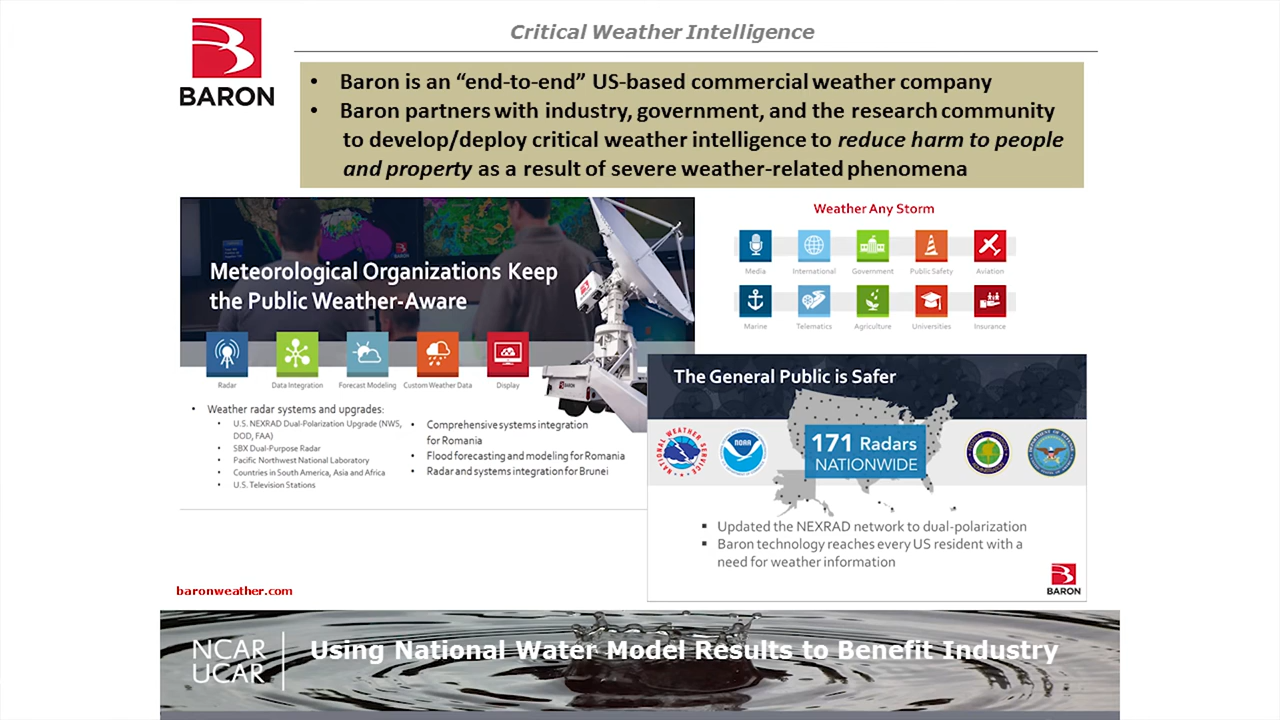 Critical Weather Intelligence
BARON
• Baron is an “end-to-end” US-based commercial weather company
• Baron partners with industry, government, and the research community
to develop/deploy critical weather intelligence to reduce harm to people
and property as a result of severe weather-related phenomena
Meteorological Organizations Keep
the Public Weather-Aware
Radar Data Integration Forecast Modeling Custom Weather Data Display
• Weather radar systems and upgrades:
• U.S. NEXRAD Dual-Polarization Upgrade (NWS,
DOD, FAA)
• SBX Dual-Purpose Radar
• Pacific Northwest National Laboratory
• Countries in South America, Asia and Africa
• U.S. Television Stations
• Comprehensive systems integration
for Romania
• Flood forecasting and modeling for Romania
• Radar and systems integration for Brunei
BARON
Weather Any Storm
Media International Government Public Safety Aviation
Marine Telematics Agriculture Universities Insurance
The General Public is Safer
NATIONAL WEATHER SERVICE
NOAA
171 Radars
NATIONWIDE
▪ Updated the NEXRAD network to dual-polarization
▪ Baron technology reaches every US resident with a
need for weather information
BARON
baronweather.com
NCAR
UCAR
Using National Water Model Results to Benefit Industry